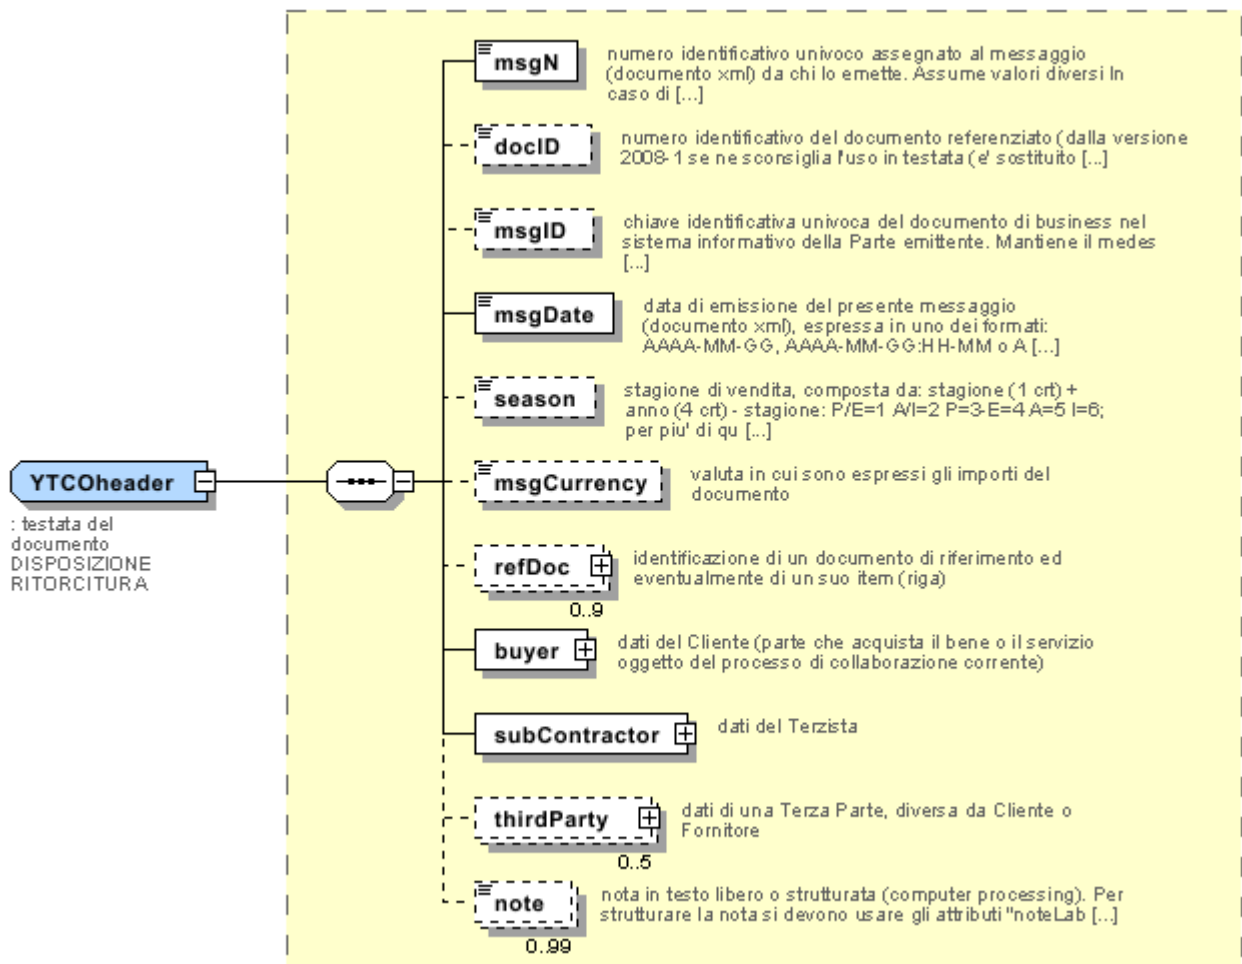 msgN
numero identificativo univoco assegnato al messaggio
(documento xml) da chi lo emette. Assume valori diversi In
caso di [...]
docID
numero identificativo del documento referenziato (dalla versione
2008-1 se ne sconsiglia l'uso in testata (e' sostituito [...]
msgID
chiave identificativa univoca del documento di business nel
sistema informativo della Parte emittente. Mantiene il medes
[...]
msgDate
data di emissione del presente messaggio
(documento xml), espressa in uno dei formati:
AAAA-MM-GG, AAAA-MM-GG:HH-MM o A [...]
season
stagione di vendita, composta da: stagione (1 crt) +
anno (4 crt) - stagione: P/E=1 A/I=2 P=3-E=4 A=5 I=6;
per piu' di qu [...]
YTCOheader
: testata del
documento
DISPOSIZIONE
RITORCITURA
msgCurrency
valuta in cui sono espressi gli importi del
documento
refDoc
identificazione di un documento di riferimento ed
eventualmente di un suo item (riga)
0..9
buyer
dati del Cliente (parte che acquista il bene o il servizio
oggetto del processo di collaborazione corrente)
subContractor
dati del Terzista
thirdParty
dati di una Terza Parte, diversa da Cliente o
Fornitore
0..5
note
nota in testo libero o strutturata (computer processing). Per
strutturare la nota si devono usare gli attributi "noteLab [...]
0..99